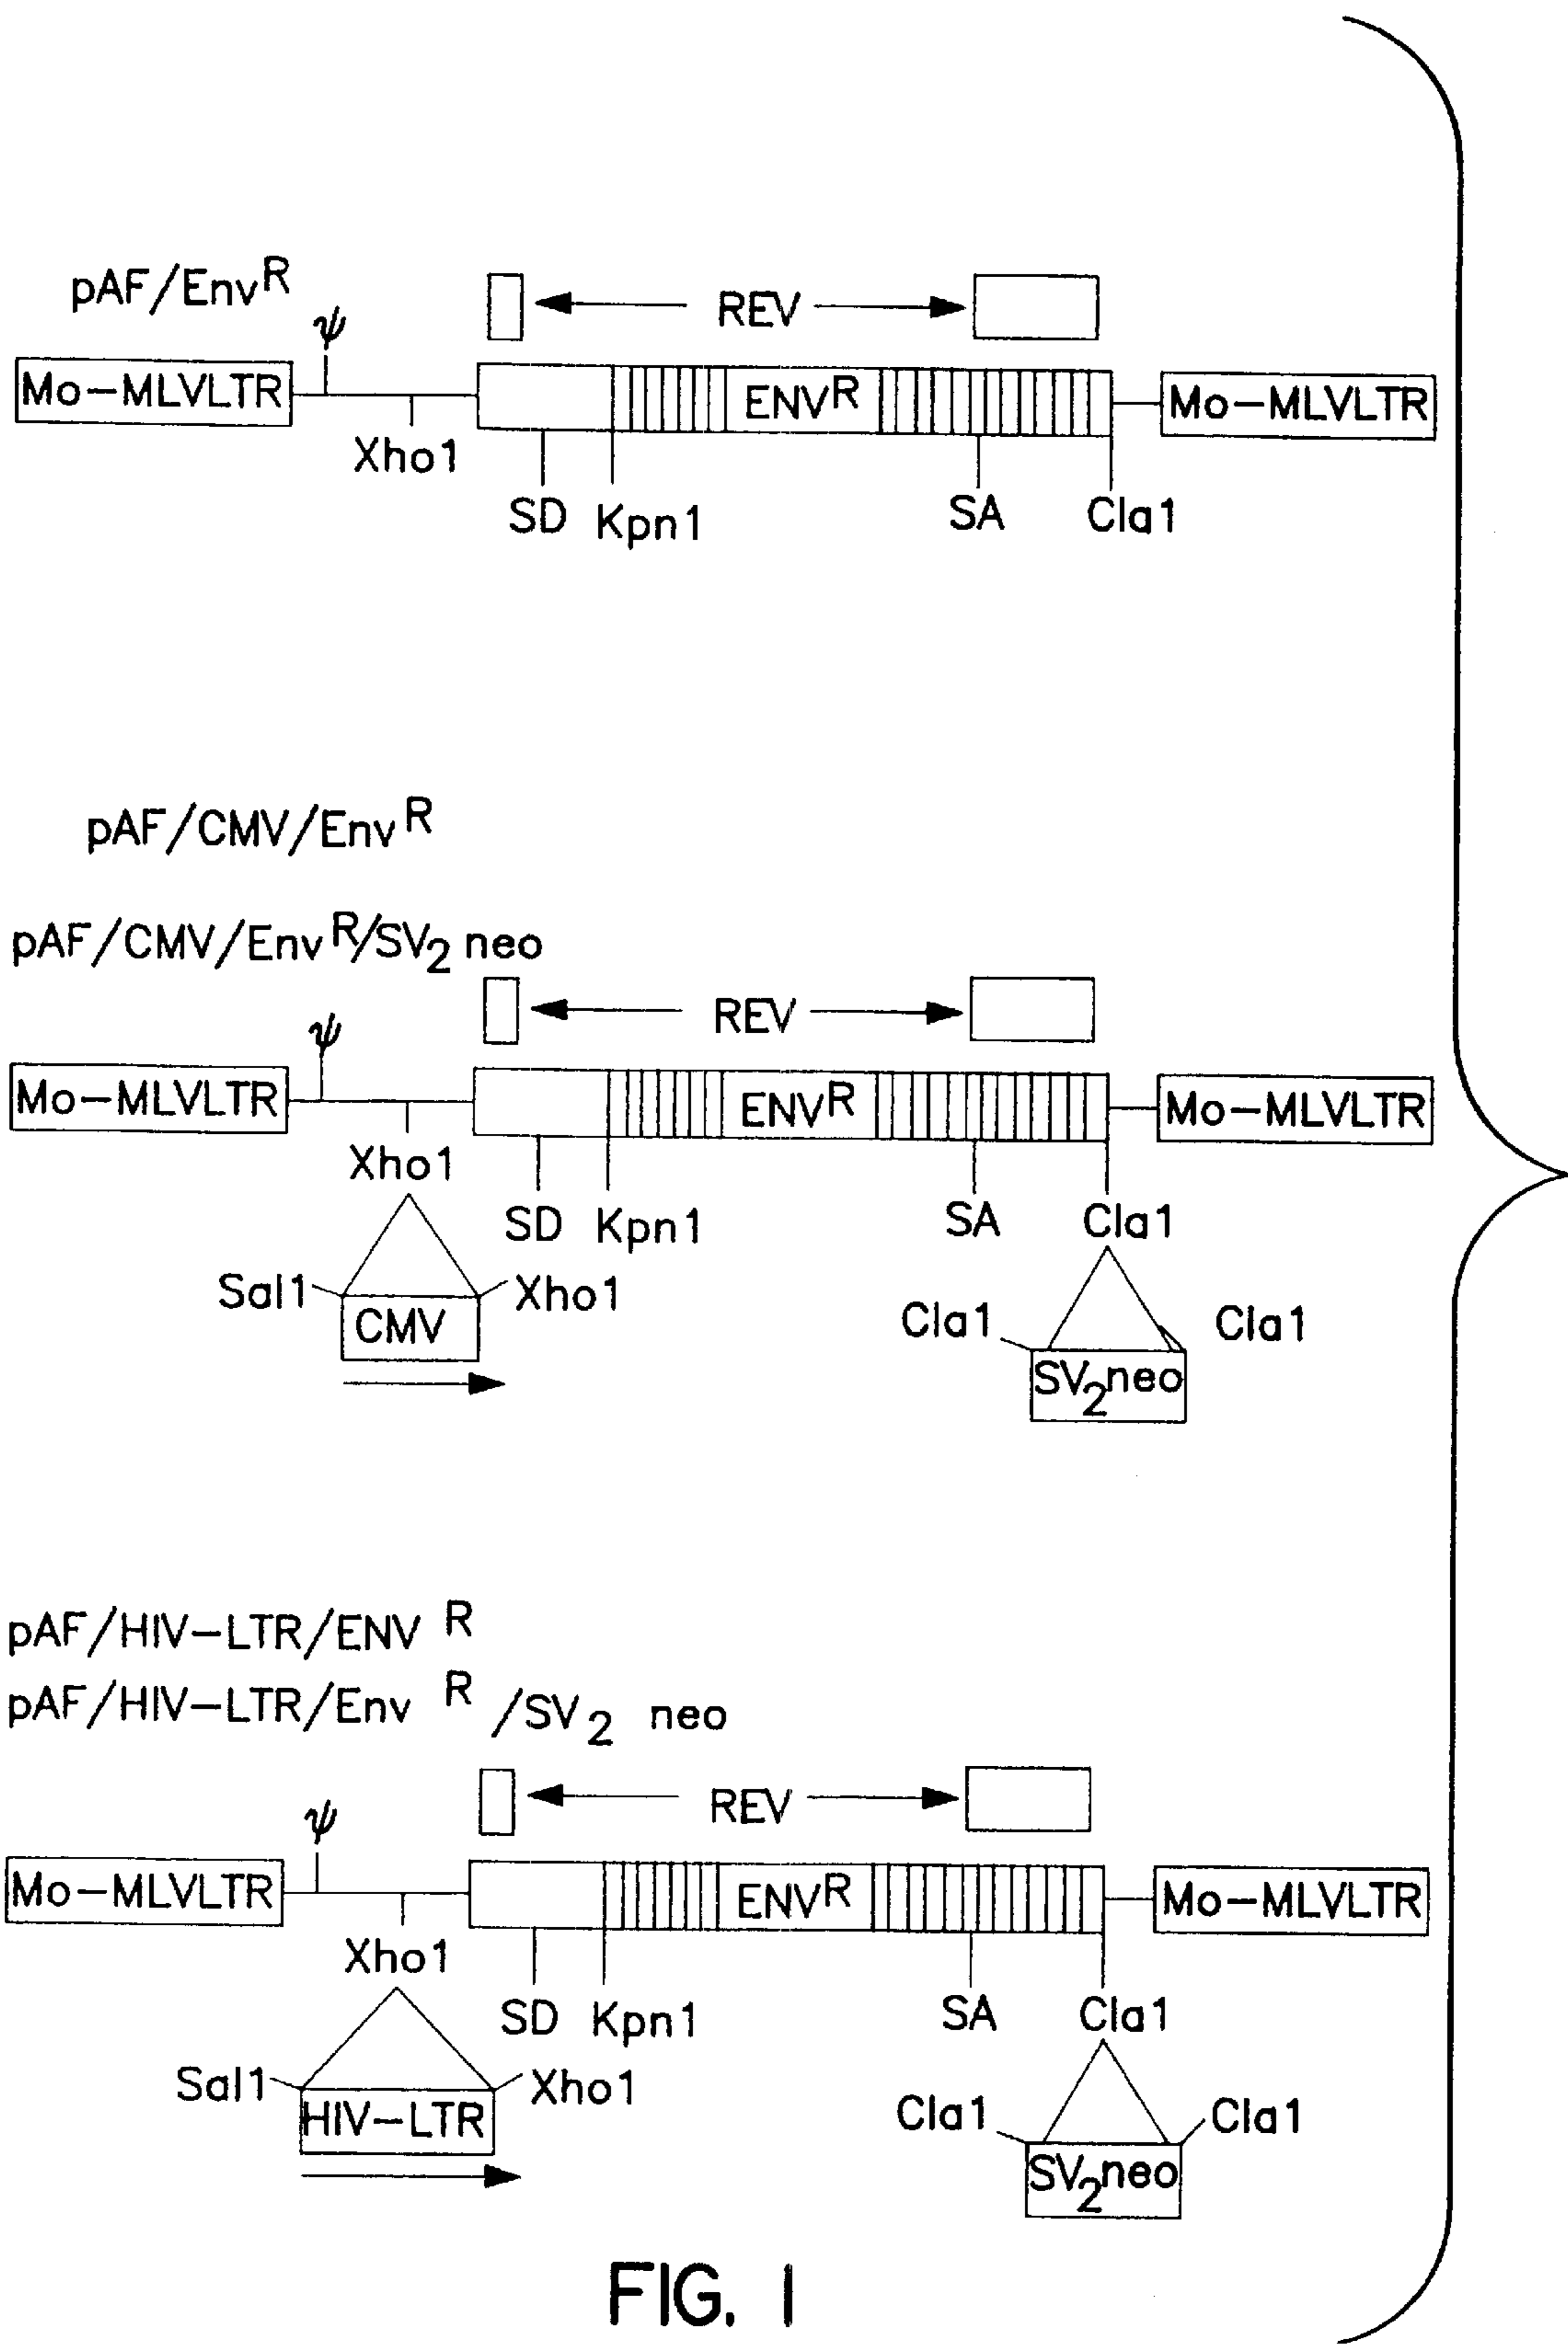 pAF/Env R
ψ
REV
Mo-MLVLTR
ENV R
Mo-MLVLTR
Xho1
SD
Kpn1
SA
Cla1
pAF/CMV/Env R
pAF/CMV/Env R/SV2 neo
REV
ψ
Mo-MLVLTR
ENV R
Mo-MLVLTR
Xho1
SD
Kpn1
SA
Cla1
Sal1
Xho1
CMV
Cla1
Cla1
SV2neo
pAF/HIV-LTR/ENV R
pAF/HIV-LTR/Env R /SV2 neo
REV
ψ
Mo-MLVLTR
ENV R
Mo-MLVLTR
Xho1
SD
Kpn1
SA
Cla1
Sal1
Xho1
HIV-LTR
Cla1
Cla1
SV2neo
FIG. 1